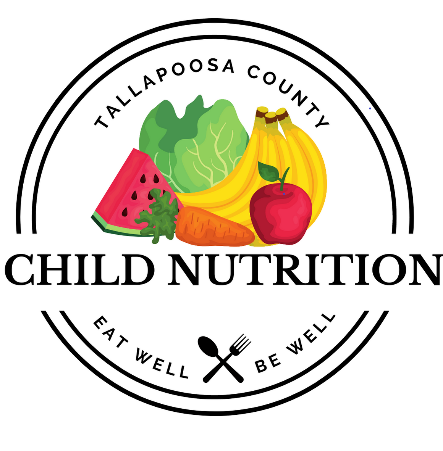 TALLAPOOSA COUNTY
CHILD NUTRITION
EAT WELL BE WELL